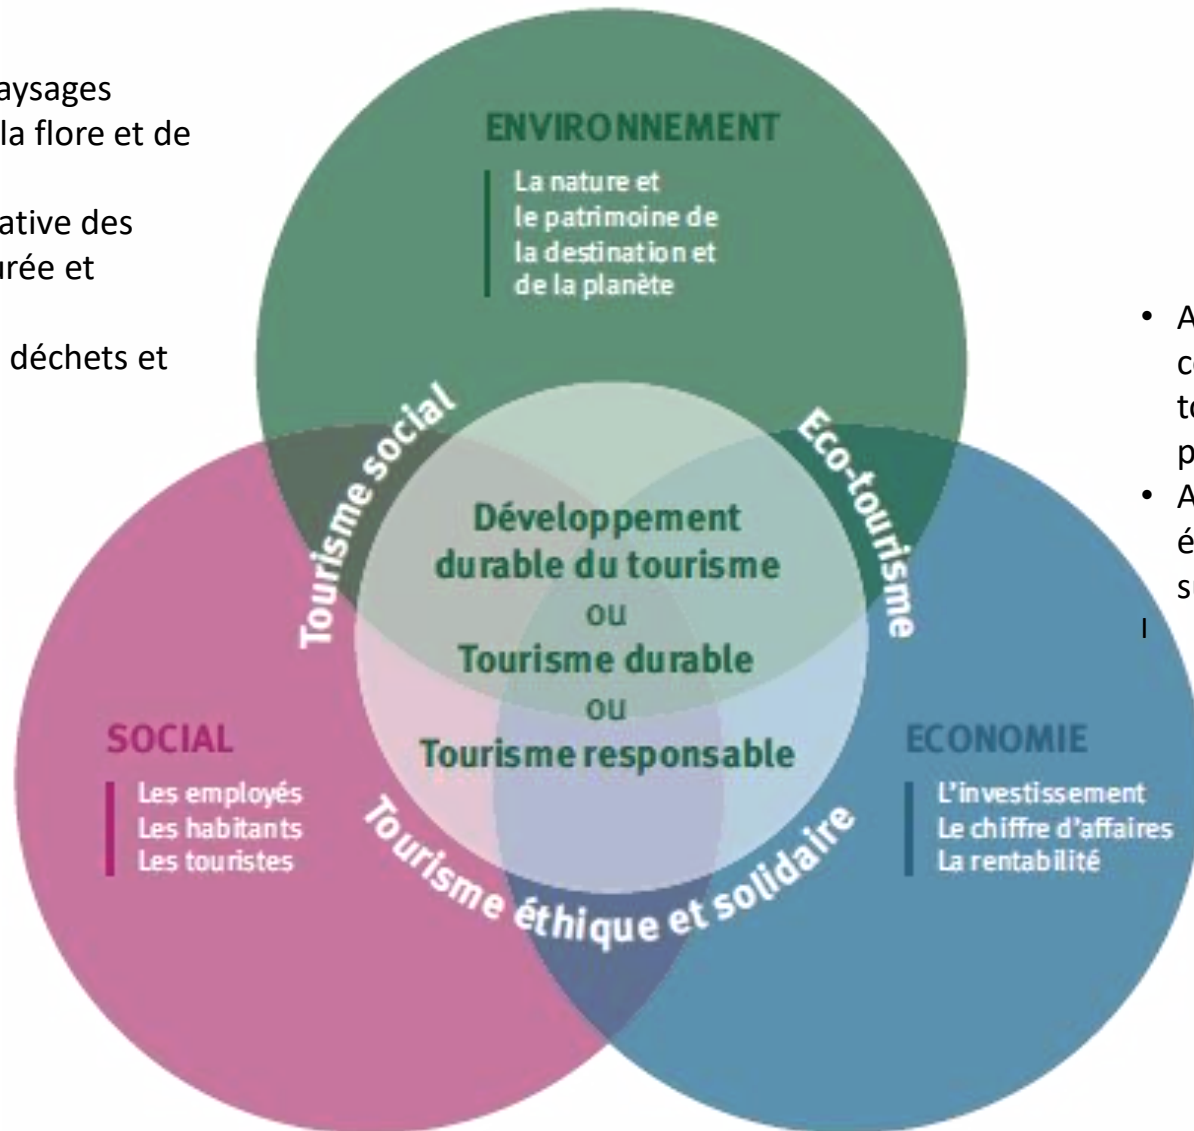 aysages
la flore et de
ative des
urée et
déchets et
ENVIRONNEMENT
La nature et
le patrimoine de
la destination et
de la planète
Tourisme social
Eco-tourisme
Développement
durable du tourisme
ou
Tourisme durable
ou
Tourisme responsable
SOCIAL
Les employés
Les habitants
Les touristes
ECONOMIE
L'investissement
Le chiffre d'affaires
La rentabilité
Tourisme éthique et solidaire
• A
c
te
p
• A
é
su